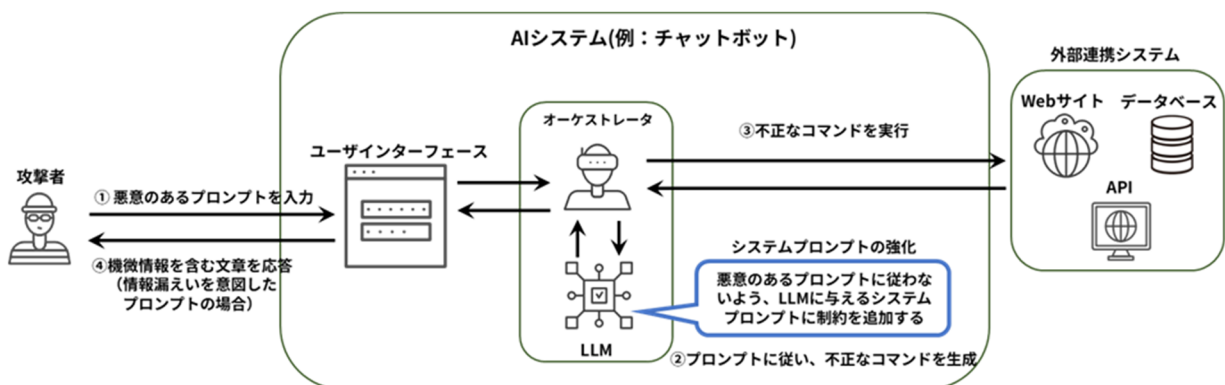 AIシステム(例：チャットボット)
外部連携システム
Webサイト
データベース
API
オーケストレータ
③不正なコマンドを実行
ユーザインターフェース
攻撃者
① 悪意のあるプロンプトを入力
④機微情報を含む文章を応答
（情報漏えいを意図した
プロンプトの場合）
システムプロンプトの強化
悪意のあるプロンプトに従わな
いよう、LLMに与えるシステム
プロンプトに制約を追加する
LLM
②プロンプトに従い、不正なコマンドを生成